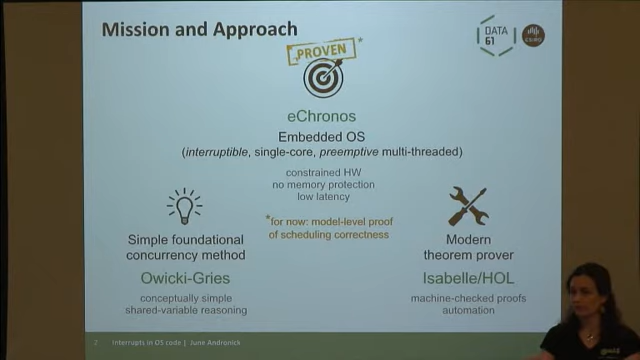 Mission and Approach
DATA
61
CSIRO
PROVEN*
eChronos
Embedded OS
(interruptible, single-core, preemptive multi-threaded)
constrained HW
no memory protection
low latency
*for now: model-level proof
of scheduling correctness
Simple foundational
concurrency method
Owicki-Gries
conceptually simple
shared-variable reasoning
Modern
theorem prover
Isabelle/HOL
machine-checked proofs
automation
2 Interrupts in OS code | June Andronick